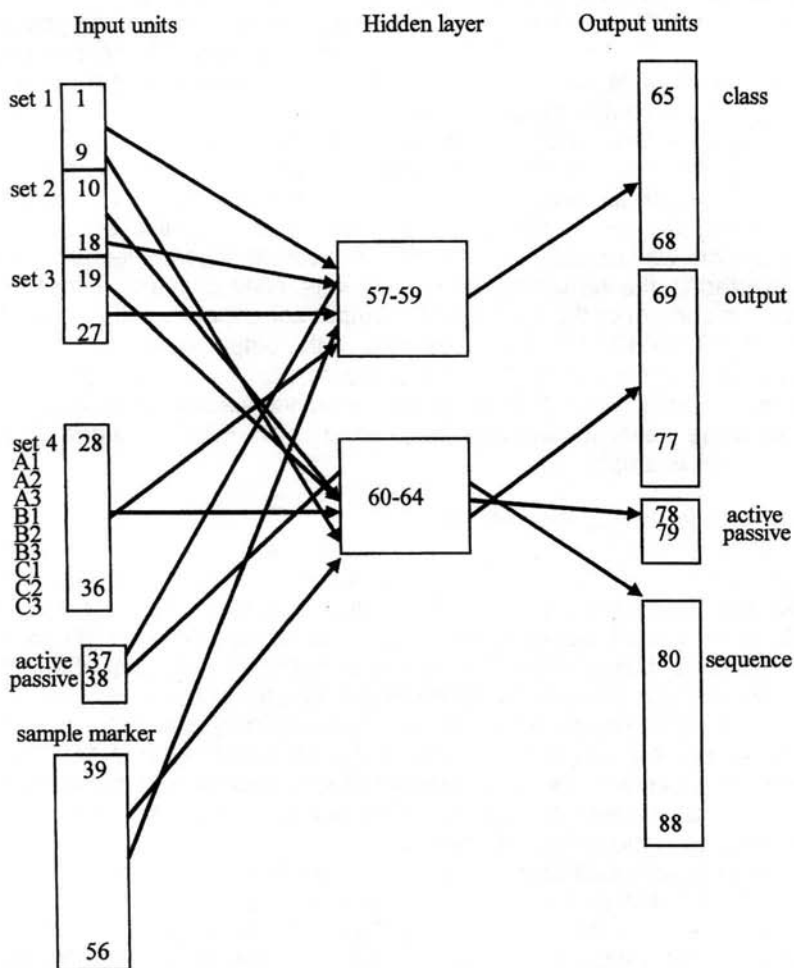 Input units
Hidden layer
Output units
set 1
1
9
set 2
10
18
set 3
19
27
set 4
28
A1
A2
A3
B1
B2
B3
C1
C2
36
C3
active
37
passive
38
sample marker
39
56
57-59
60-64
65
class
68
69
output
77
78
active
79
passive
80
sequence
88